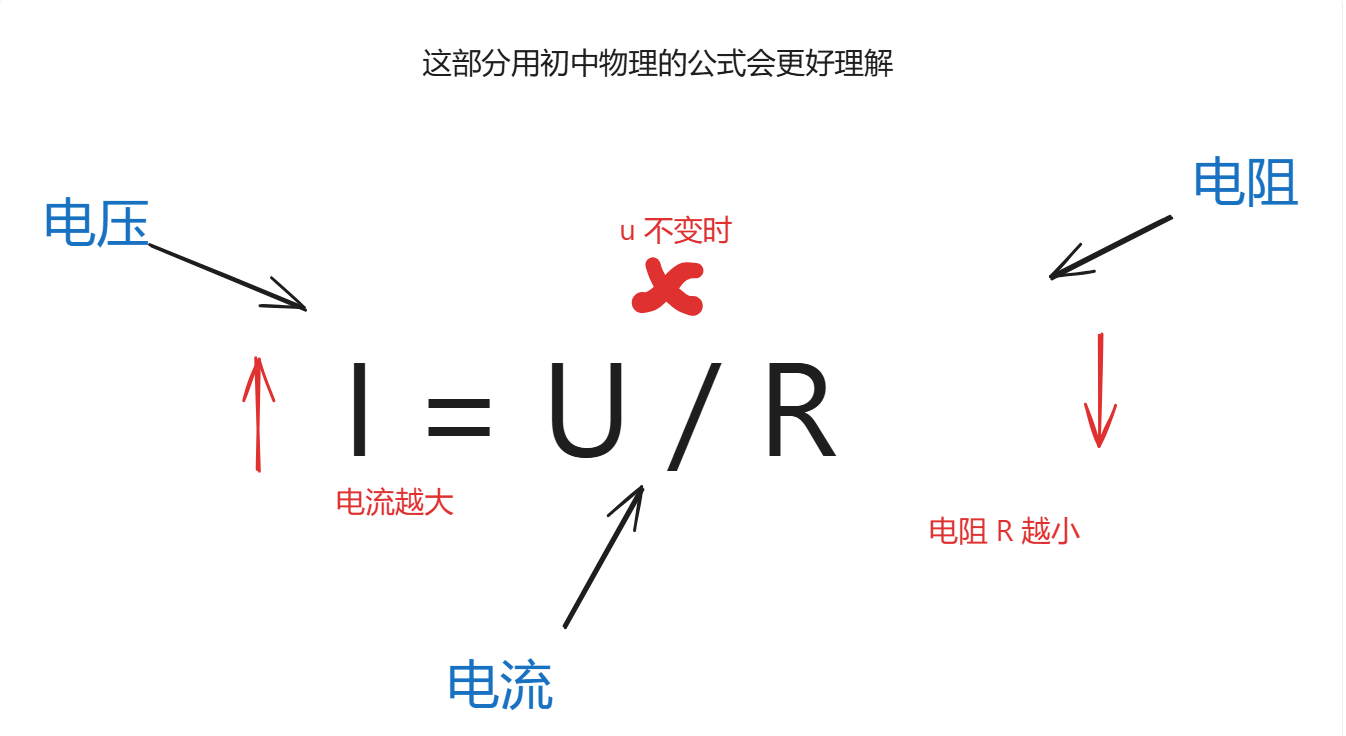 这部分用初中物理的公式会更好理解
电阻
电压
u 不变时
I = U / R
电流越大
电阻 R 越小
电流